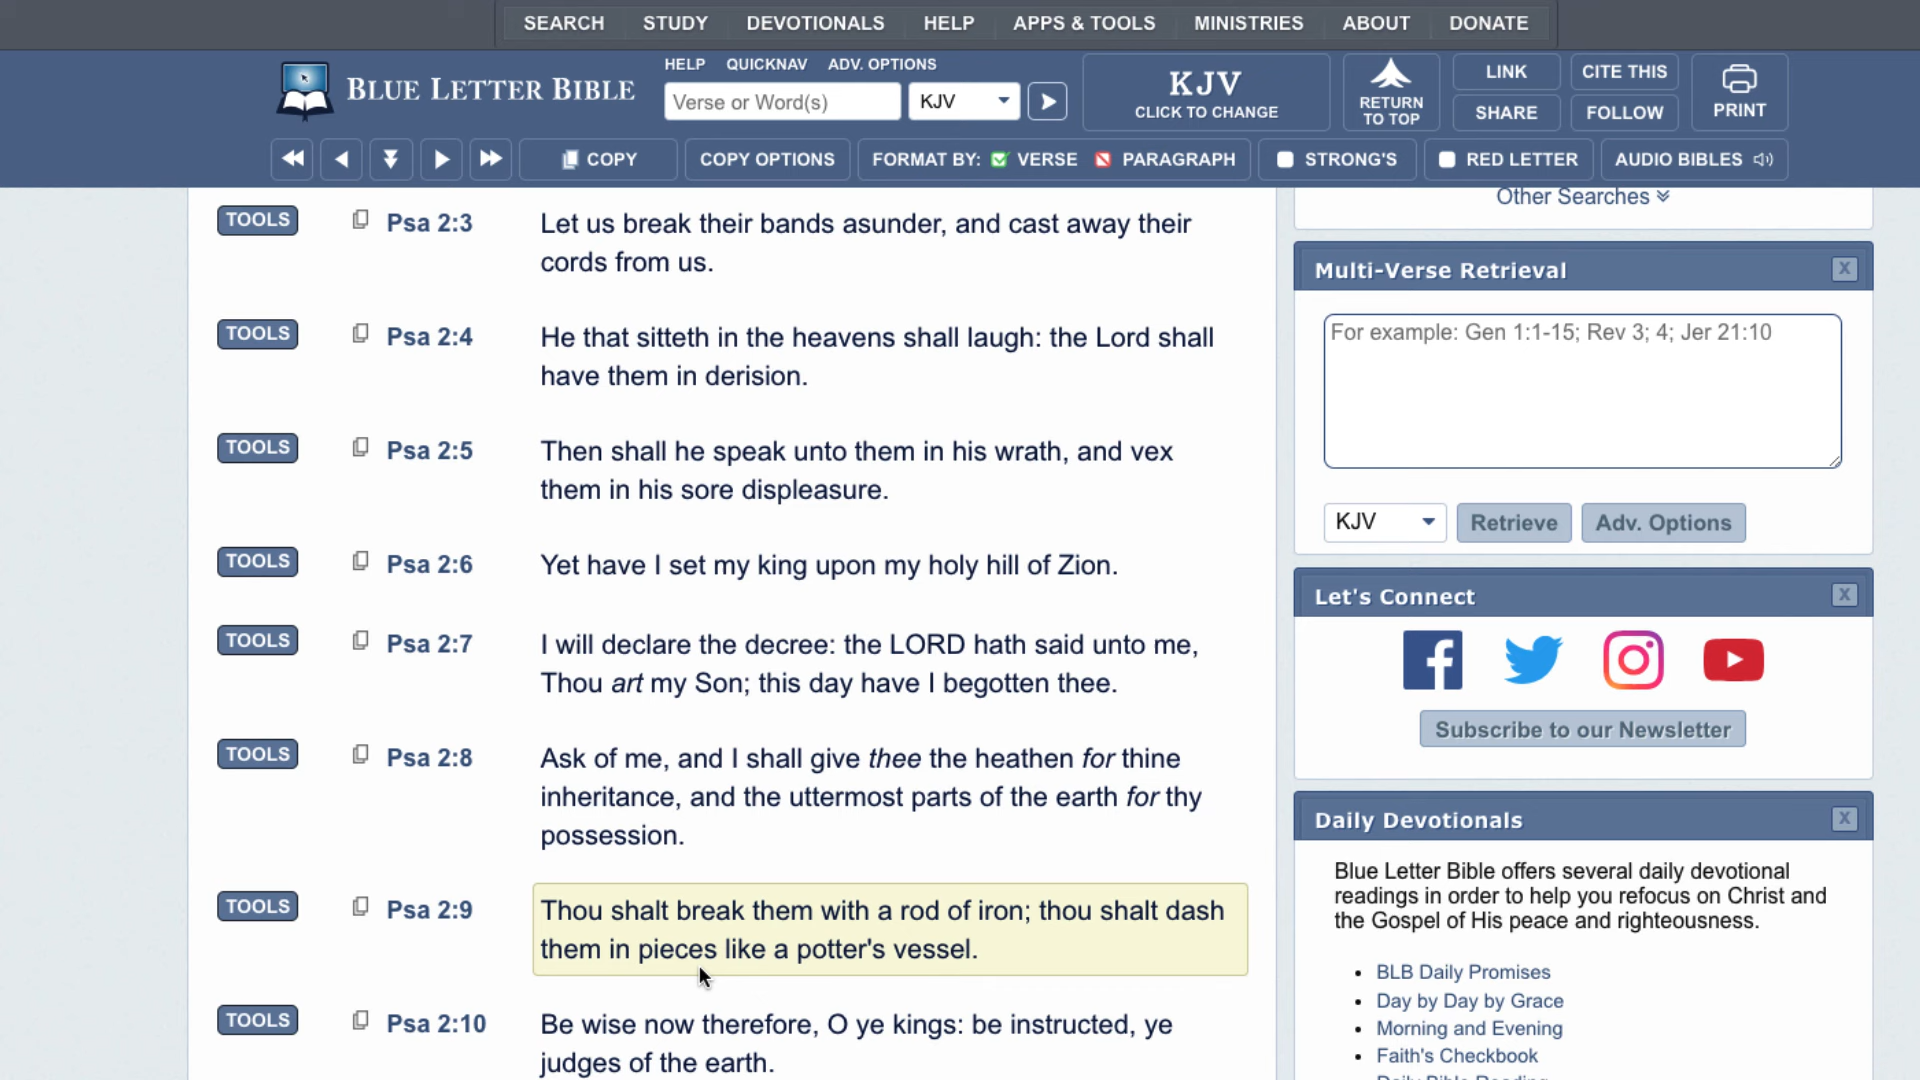 SEARCH STUDY DEVOTIONALS HELP APPS & TOOLS MINISTRIES ABOUT DONATE
BLUE LETTER BIBLE
HELP QUICKNAV ADV. OPTIONS
Verse or Word(s) KJV
KJV
CLICK TO CHANGE
RETURN
TO TOP
LINK CITE THIS
SHARE FOLLOW
PRINT
COPY COPY OPTIONS FORMAT BY: VERSE PARAGRAPH STRONG'S RED LETTER AUDIO BIBLES
TOOLS Psa 2:3 Let us break their bands asunder, and cast away their
cords from us.
TOOLS Psa 2:4 He that sitteth in the heavens shall laugh: the Lord shall
have them in derision.
TOOLS Psa 2:5 Then shall he speak unto them in his wrath, and vex
them in his sore displeasure.
TOOLS Psa 2:6 Yet have I set my king upon my holy hill of Zion.
TOOLS Psa 2:7 I will declare the decree: the LORD hath said unto me,
Thou art my Son; this day have I begotten thee.
TOOLS Psa 2:8 Ask of me, and I shall give thee the heathen for thine
inheritance, and the uttermost parts of the earth for thy
possession.
TOOLS Psa 2:9 Thou shalt break them with a rod of iron; thou shalt dash
them in pieces like a potter's vessel.
TOOLS Psa 2:10 Be wise now therefore, O ye kings: be instructed, ye
judges of the earth.
Other Searches
Multi-Verse Retrieval X
For example: Gen 1:1-15; Rev 3; 4; Jer 21:10
KJV Retrieve Adv. Options
Let's Connect X
Subscribe to our Newsletter
Daily Devotionals X
Blue Letter Bible offers several daily devotional
readings in order to help you refocus on Christ and
the Gospel of His peace and righteousness.
BLB Daily Promises
Day by Day by Grace
Morning and Evening
Faith's Checkbook